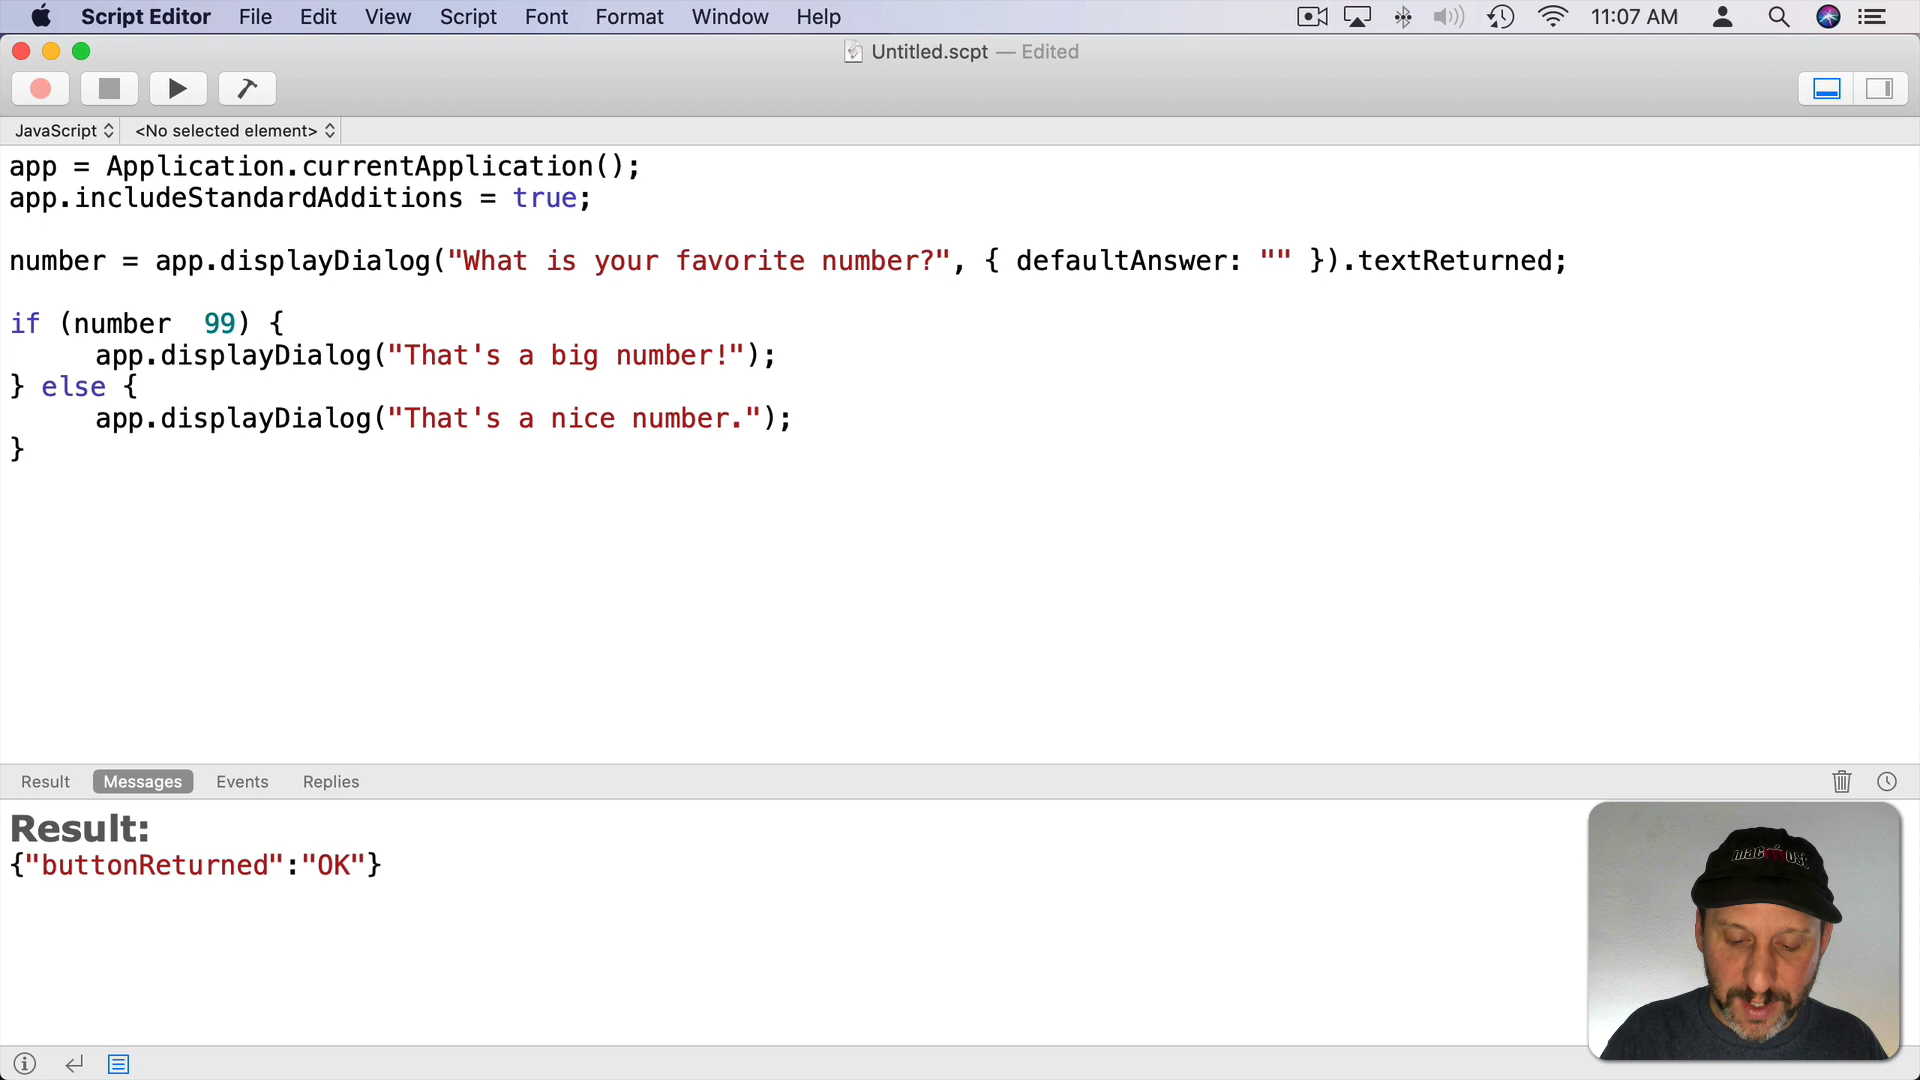 Script Editor File Edit View Script Font Format Window Help 11:07 AM
Untitled.scpt — Edited
JavaScript <No selected element>
app = Application.currentApplication();
app.includeStandardAdditions = true;
number = app.displayDialog("What is your favorite number?", { defaultAnswer: "" }).textReturned;
if (number  99) {
app.displayDialog("That's a big number!");
} else {
app.displayDialog("That's a nice number.");
}
Result Messages Events Replies
Result:
{"buttonReturned":"OK"}
macmost